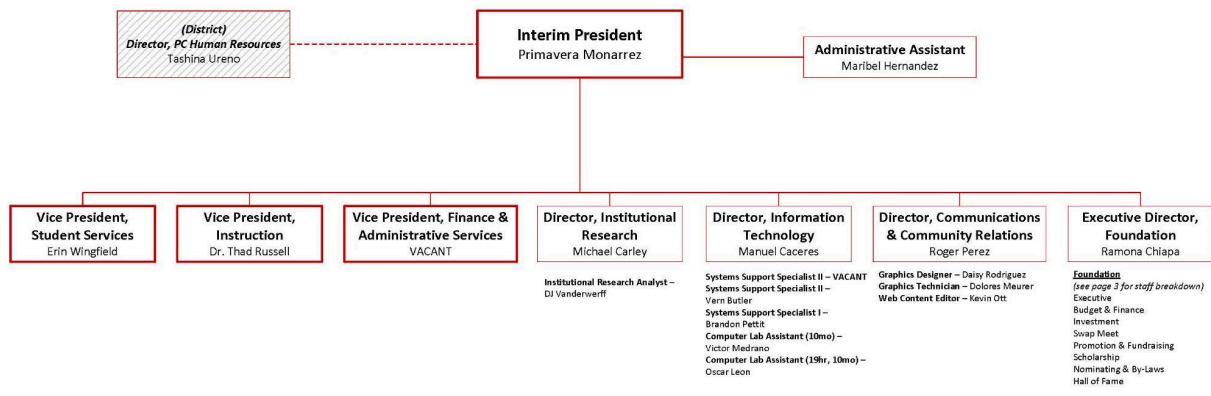 (District)
Director, PC Human Resources
Tashina Ureno
Interim President
Primavera Monarrez
Administrative Assistant
Maribel Hernandez
Vice President,
Student Services
Erin Wingfield
Vice President,
Instruction
Dr. Thad Russell
Vice President, Finance &
Administrative Services
VACANT
Director, Institutional
Research
Michael Carley
Institutional Research Analyst –
DJ Vanderwerff
Director, Information
Technology
Manuel Caceres
Systems Support Specialist II – VACANT
Systems Support Specialist II –
Vern Butler
Systems Support Specialist I –
Brandon Pettit
Computer Lab Assistant (10mo) –
Victor Medrano
Computer Lab Assistant (19hr, 10mo) –
Oscar Leon
Director, Communications
& Community Relations
Roger Perez
Graphics Designer – Daisy Rodriguez
Graphics Technician – Dolores Meurer
Web Content Editor – Kevin Ott
Executive Director,
Foundation
Ramona Chiapa
Foundation
(see page 3 for staff breakdown)
Executive
Budget & Finance
Investment
Swap Meet
Promotion & Fundraising
Scholarship
Nominating & By-Laws
Hall of Fame